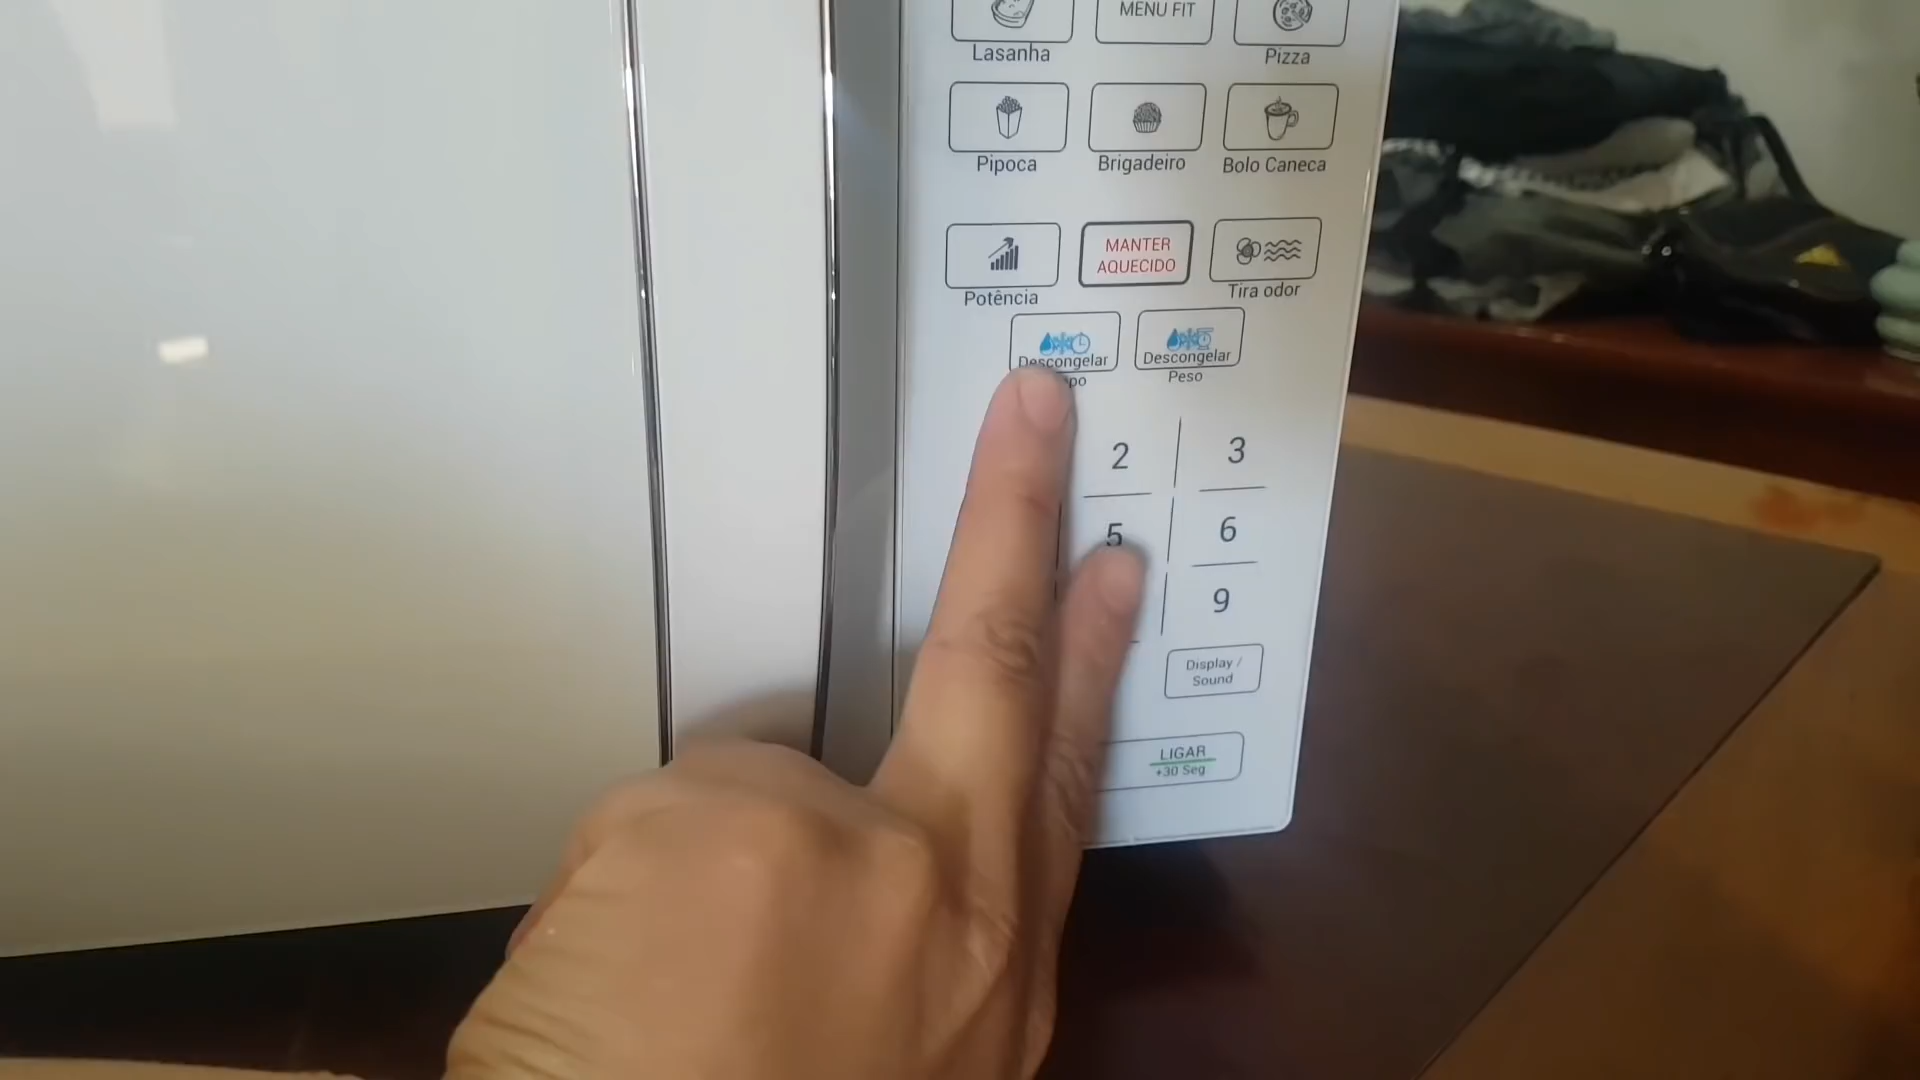 MENU FIT
Lasanha
Pizza
Pipoca
Brigadeiro
Bolo Caneca
MANTER
AQUECIDO
Potência
Tira odor
Descongelar
Descongelar
Peso
2
3
5
6
9
Display /
Sound
LIGAR
+30 Seg